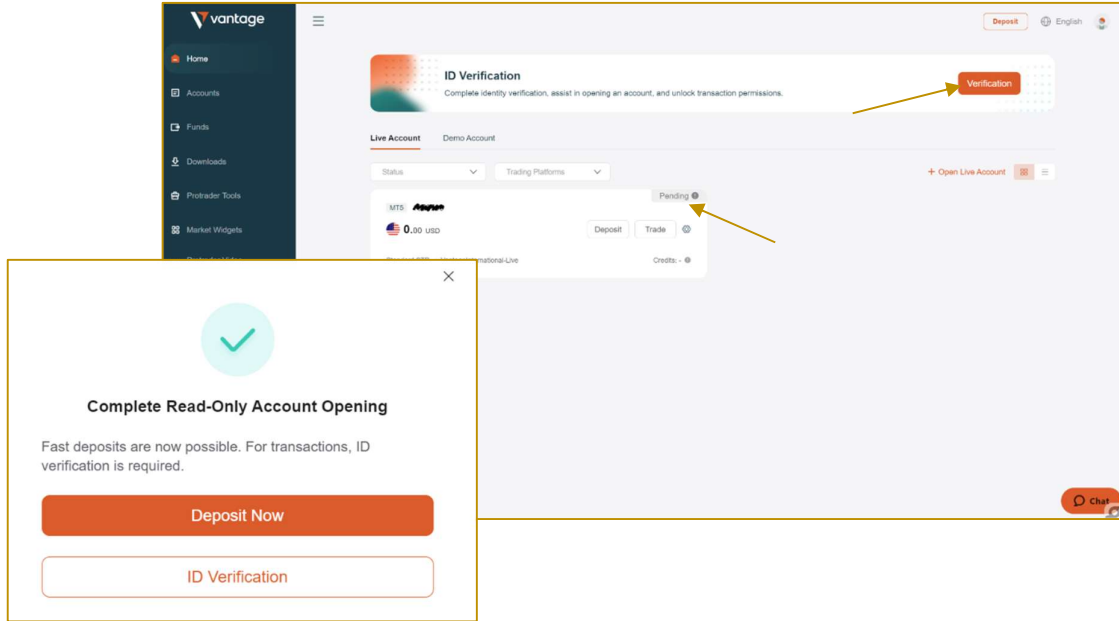 vantage
Deposit
English
Home
Accounts
Funds
Downloads
Protrader Tools
Market Widgets
ID Verification
Complete identity verification, assist in opening an account, and unlock transaction permissions.
Verification
Live Account Demo Account
Status Trading Platforms
+ Open Live Account
Pending
MT5
0.00 USD
Deposit Trade
Credits: -
Complete Read-Only Account Opening
Fast deposits are now possible. For transactions, ID
verification is required.
Deposit Now
ID Verification
Chat